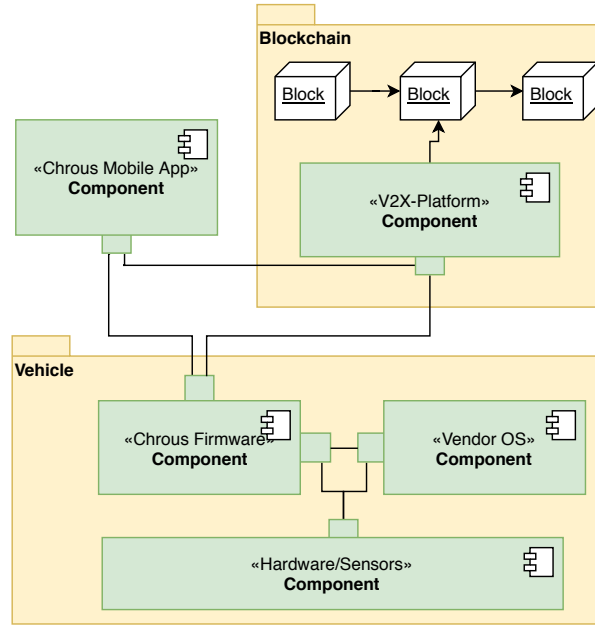 Blockchain
Block
Block
Block
«Chrous Mobile App»
Component
«V2X-Platform»
Component
Vehicle
«Chrous Firmware»
Component
«Vendor OS»
Component
«Hardware/Sensors»
Component